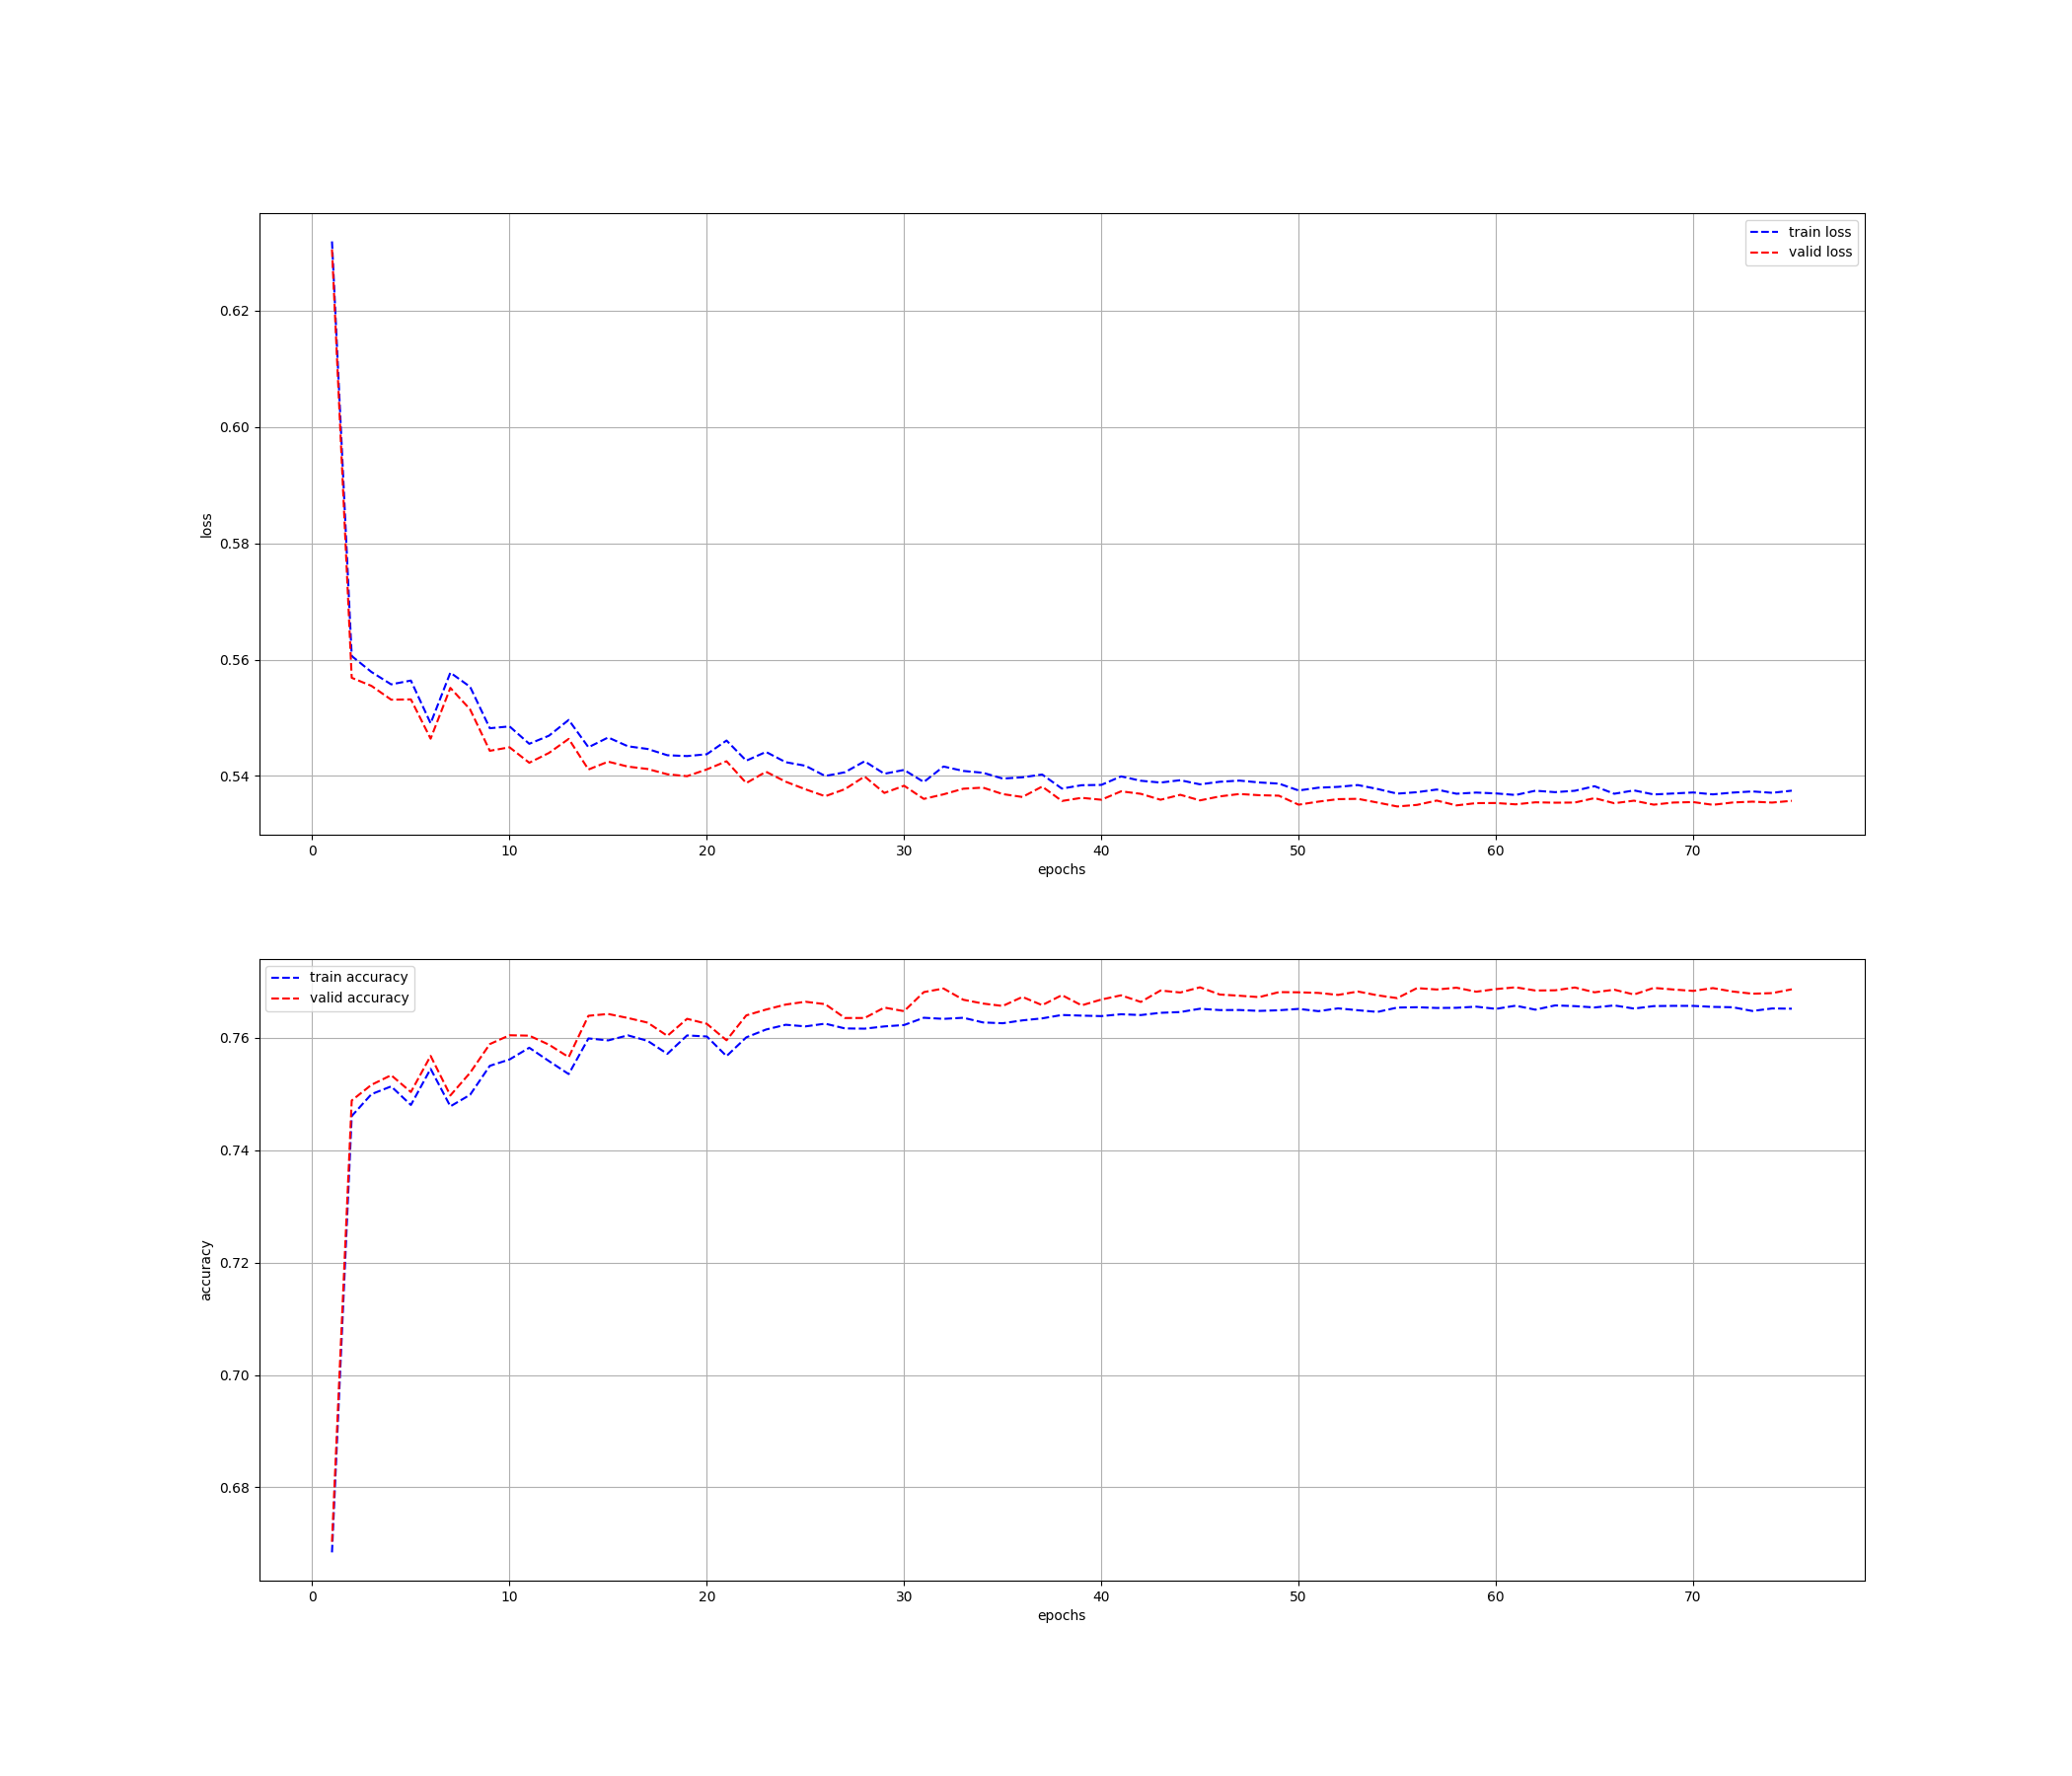 train loss
valid loss
0.62
0.60
0.58
0.56
0.54
loss
0 10 20 30 40 50 60 70
epochs
train accuracy
valid accuracy
0.76
0.74
0.72
0.70
0.68
accuracy
0 10 20 30 40 50 60 70
epochs